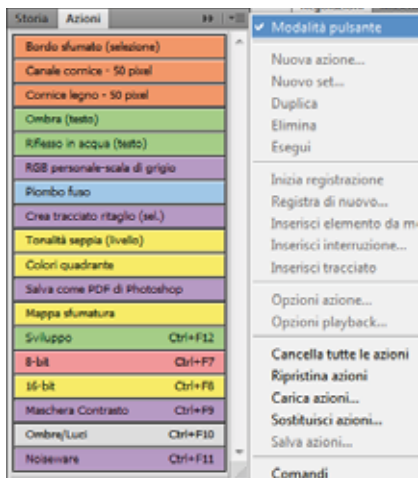 Storia Azioni
Bordo sfumato (selezione)
Canale cornice - 50 pixel
Cornice legno - 50 pixel
Ombra (testo)
Riflesso in acqua (testo)
RGB personale-scala di grigio
Piombo fuso
Crea tracciato ritaglio (sel.)
Tonalità seppia (livello)
Colori quadrante
Salva come PDF di Photoshop
Mappa sfumatura
Sviluppo Ctrl+F12
8-bit Ctrl+F7
16-bit Ctrl+F8
Maschera Contrasto Ctrl+F9
Ombre/Luci Ctrl+F10
Noiseware Ctrl+F11
Modalità pulsante
Nuova azione...
Nuovo set...
Duplica
Elimina
Esegui
Inizia registrazione
Registra di nuovo...
Inserisci elemento da m
Inserisci interruzione...
Inserisci tracciato
Opzioni azione...
Opzioni playback...
Cancella tutte le azioni
Ripristina azioni
Carica azioni...
Sostituisci azioni...
Salva azioni...
Comandi